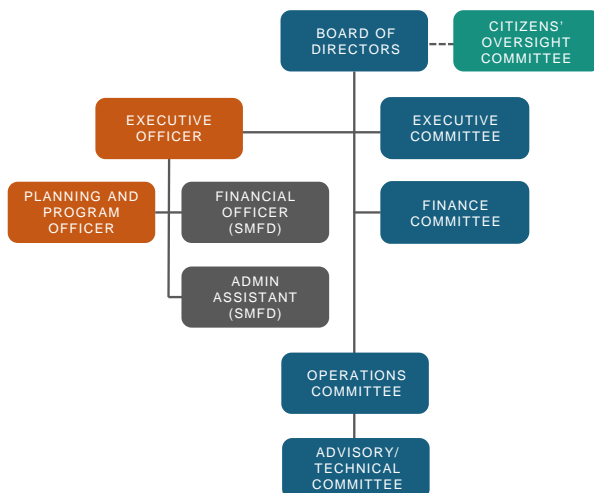 BOARD OF
DIRECTORS
CITIZENS’
OVERSIGHT
COMMITTEE
EXECUTIVE
OFFICER
EXECUTIVE
COMMITTEE
PLANNING AND
PROGRAM
OFFICER
FINANCIAL
OFFICER
(SMFD)
FINANCE
COMMITTEE
ADMIN
ASSISTANT
(SMFD)
OPERATIONS
COMMITTEE
ADVISORY/
TECHNICAL
COMMITTEE